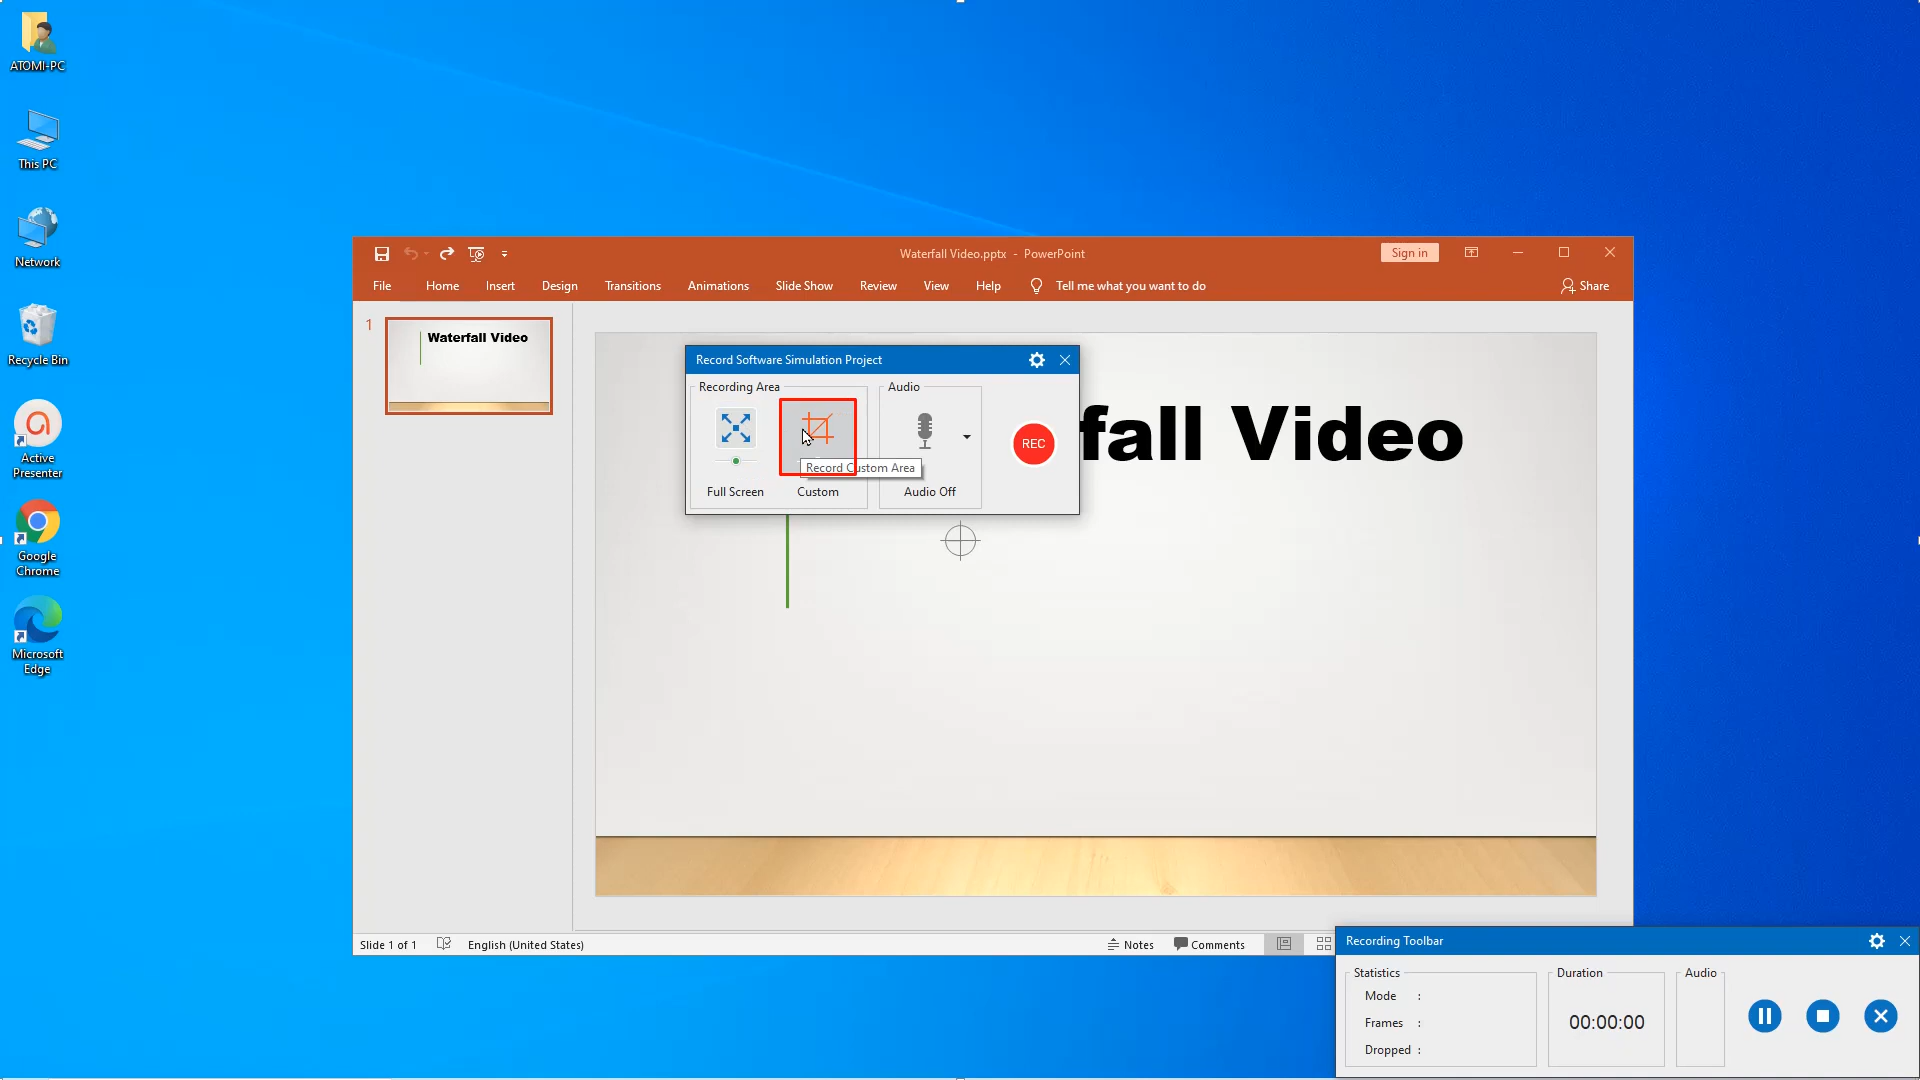 ATOMI-PC
This PC
Network
Recycle Bin
Active
Presenter
Google
Chrome
Microsoft
Edge
Waterfall Video.pptx - PowerPoint
Sign in
File Home Insert Design Transitions Animations Slide Show Review View Help Tell me what you want to do Share
1
Waterfall Video
fall Video
Record Software Simulation Project
Recording Area
Audio
REC
Record Custom Area
Full Screen Custom Audio Off
Slide 1 of 1 English (United States) Notes Comments
Recording Toolbar
Statistics Duration Audio
Mode :
Frames :
Dropped :
00:00:00